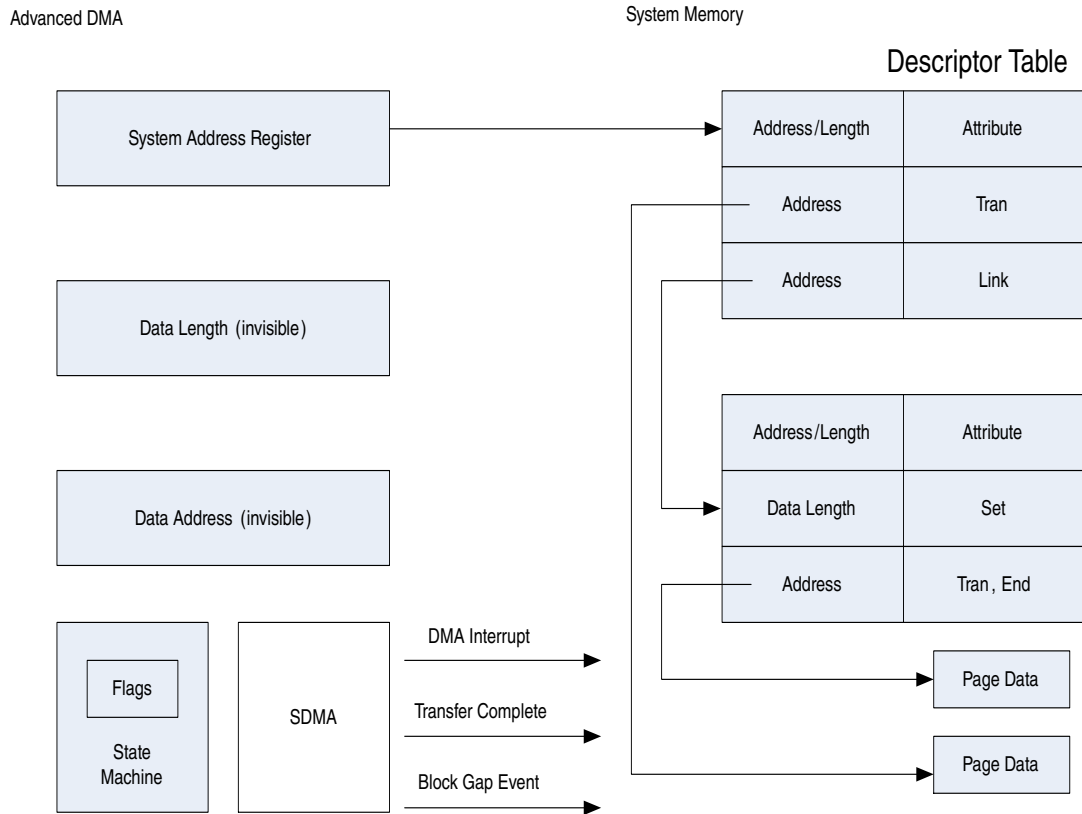 Advanced DMA
System Memory
Descriptor Table
System Address Register
Address/Length
Attribute
Address
Tran
Address
Link
Data Length (invisible)
Address/Length
Attribute
Data Address (invisible)
Data Length
Set
Address
Tran, End
Flags
State
Machine
SDMA
DMA Interrupt
Transfer Complete
Block Gap Event
Page Data
Page Data